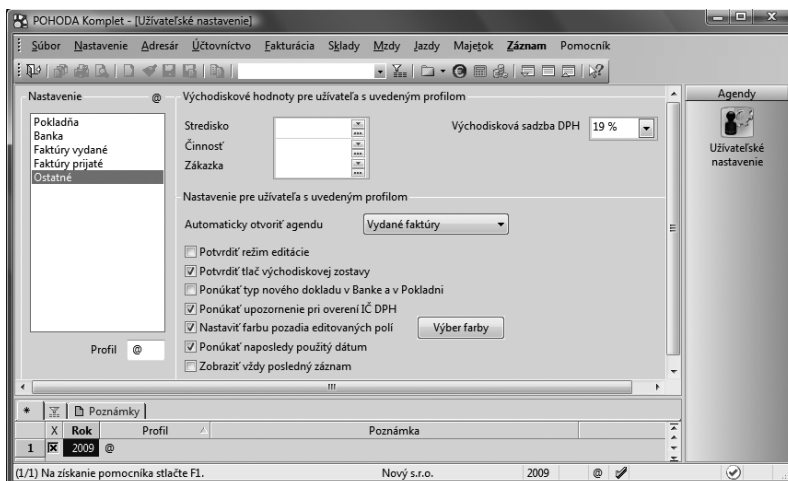 POHODA Komplet - [Užívateľské nastavenie]
Súbor Nastavenie Adresár Účtovníctvo Fakturácia Sklady Mzdy Jazdy Majetok Záznam Pomocník
Nastavenie @
Pokladňa
Banka
Faktúry vydané
Faktúry prijaté
Ostatné
Profil @
Východiskové hodnoty pre užívateľa s uvedeným profilom
Stredisko
Činnosť
Zákazka
Východisková sadzba DPH 19 %
Nastavenie pre užívateľa s uvedeným profilom
Automaticky otvoriť agendu Vydané faktúry
Potvrdiť režim editácie
Potvrdiť tlač východiskovej zostavy
Ponúkať typ nového dokladu v Banke a v Pokladni
Ponúkať upozornenie pri overení IČ DPH
Nastaviť farbu pozadia editovaných polí Výber farby
Ponúkať naposledy použitý dátum
Zobraziť vždy posledný záznam
Agendy
Užívateľské
nastavenie
* Poznámky
X Rok Profil Poznámka
1 2009 @
(1/1) Na získanie pomocníka stlačte F1. Nový s.r.o. 2009 @